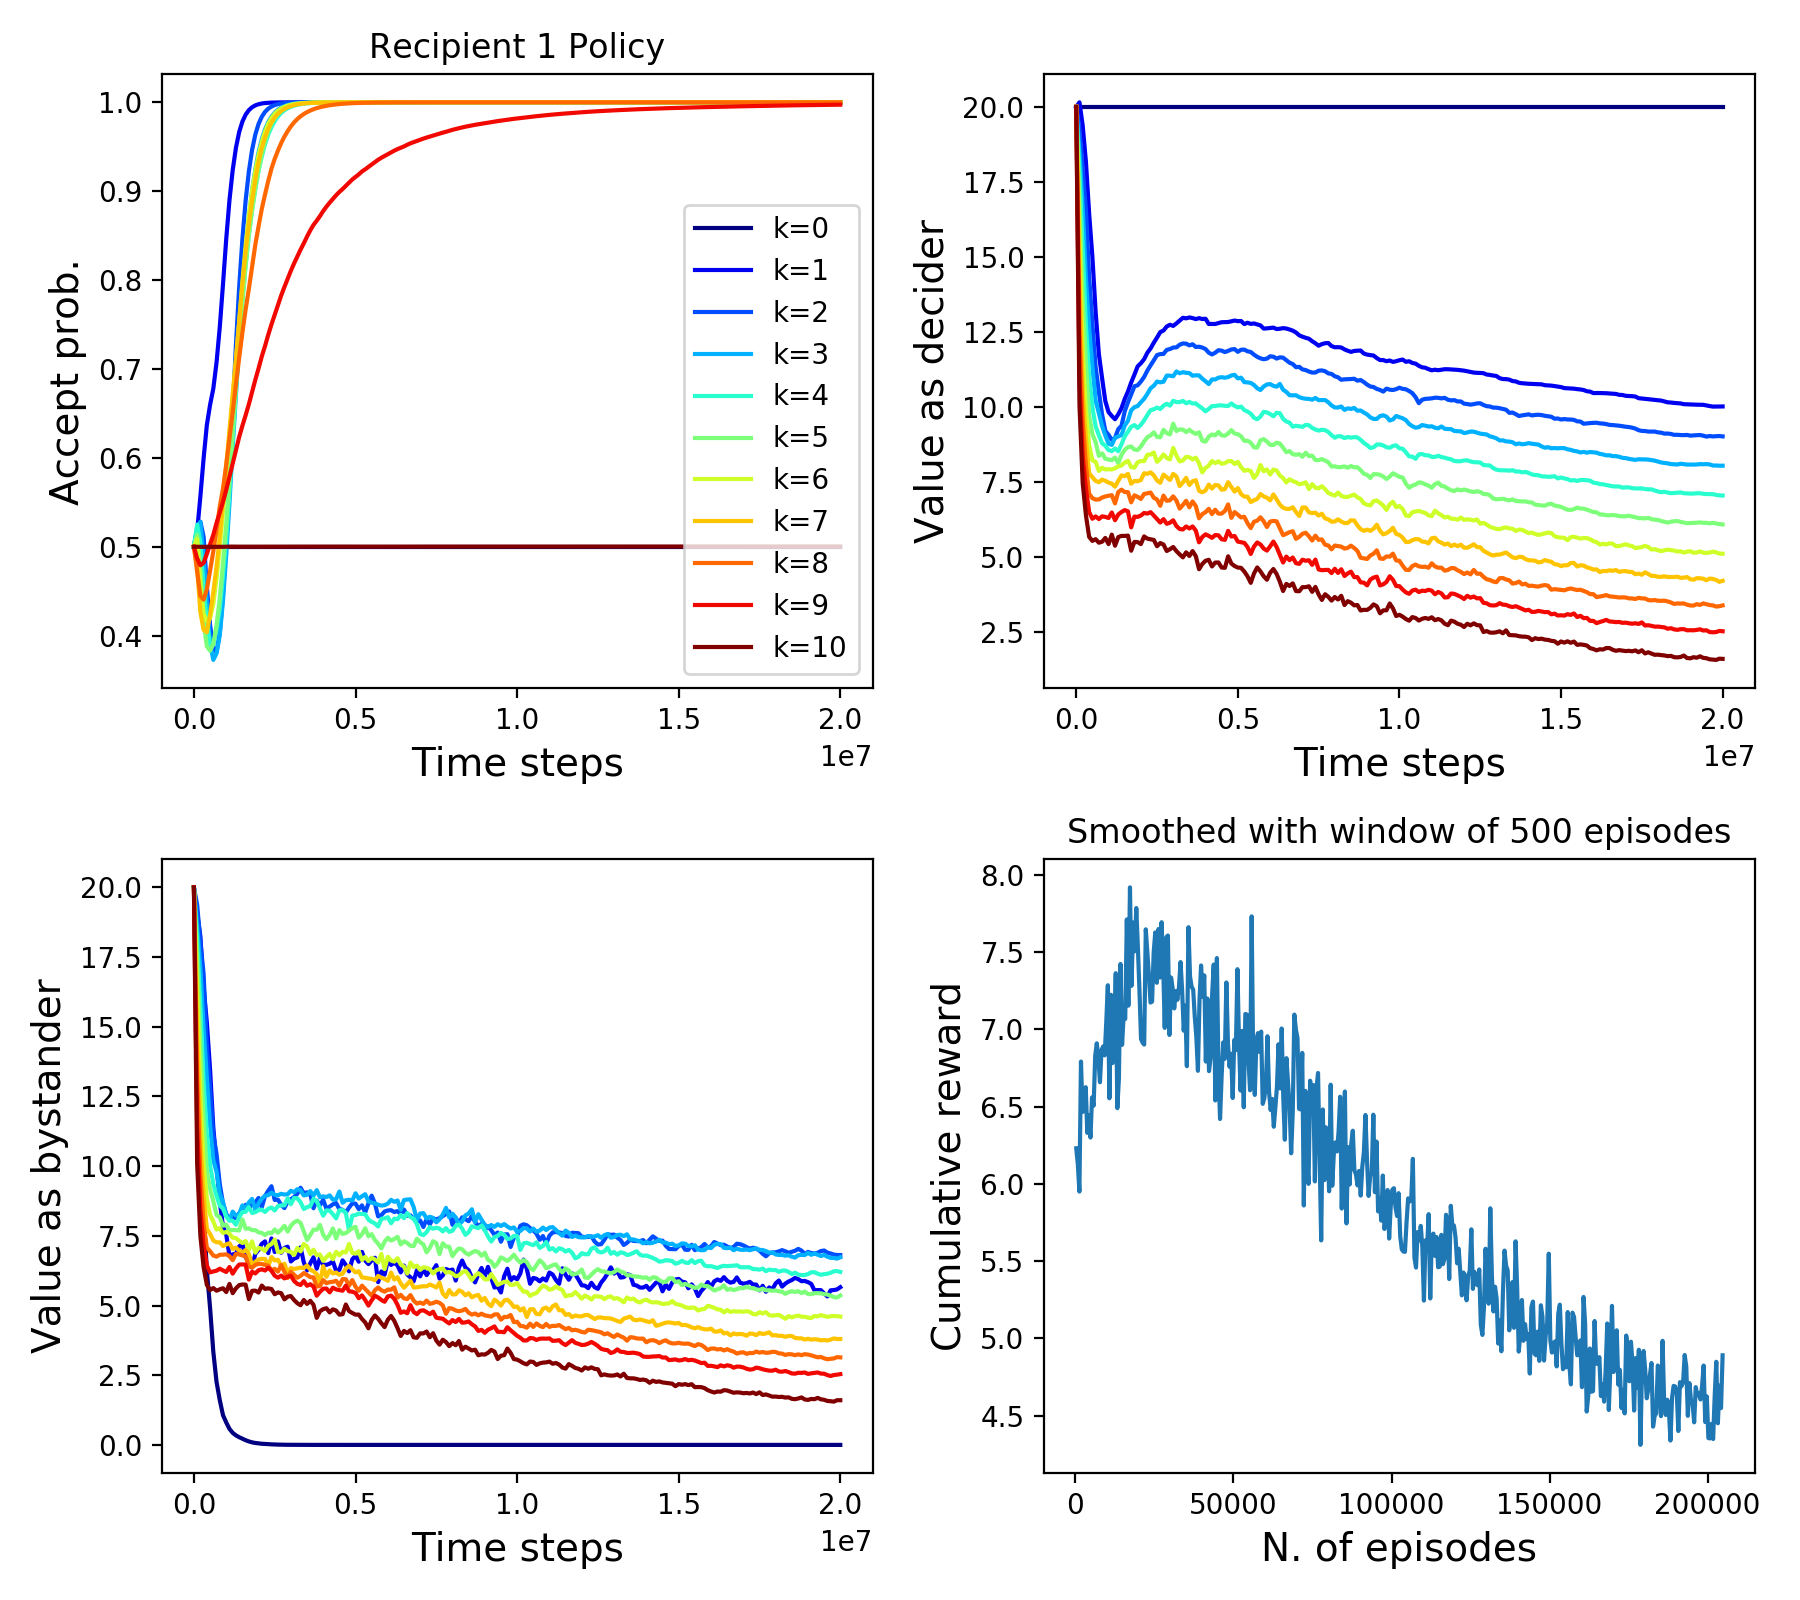 Recipient 1 Policy
1.0
0.9
0.8
0.7
0.6
0.5
0.4
Accept prob.
k=0
k=1
k=2
k=3
k=4
k=5
k=6
k=7
k=8
k=9
k=10
0.0 0.5 1.0 1.5 2.0
1e7
Time steps
20.0
17.5
15.0
12.5
10.0
7.5
5.0
2.5
Value as decider
0.0 0.5 1.0 1.5 2.0
1e7
Time steps
20.0
17.5
15.0
12.5
10.0
7.5
5.0
2.5
0.0
Value as bystander
0.0 0.5 1.0 1.5 2.0
1e7
Time steps
Smoothed with window of 500 episodes
8.0
7.5
7.0
6.5
6.0
5.5
5.0
4.5
Cumulative reward
0 50000 100000 150000 200000
N. of episodes